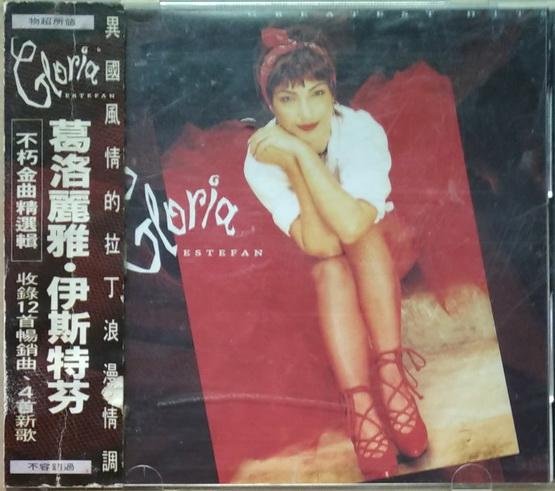 物超所值
Gloria
ESTEFAN
葛洛麗雅·伊斯特芬
不朽金曲精選輯
收錄12首暢銷曲、4首新歌
不容錯過
異國風情的拉丁浪漫情調
GREATEST HITS
Gloria
ESTEFAN